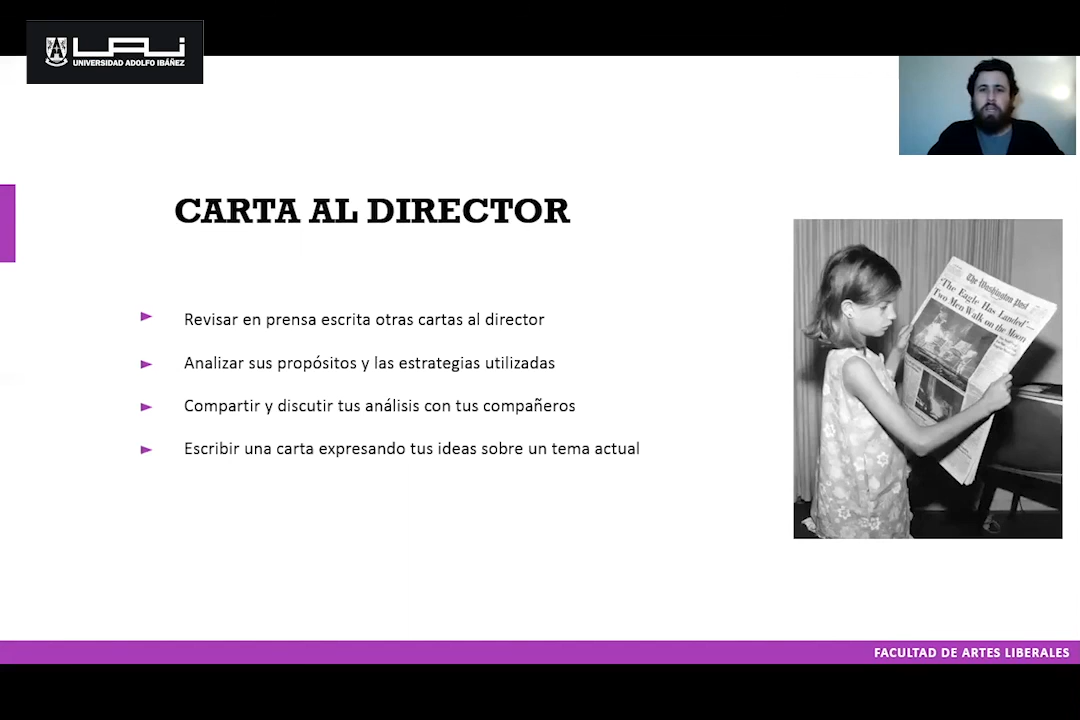 UAI
UNIVERSIDAD ADOLFO IBÁÑEZ
CARTA AL DIRECTOR
Revisar en prensa escrita otras cartas al director
Analizar sus propósitos y las estrategias utilizadas
Compartir y discutir tus análisis con tus compañeros
Escribir una carta expresando tus ideas sobre un tema actual
The Washington Post
'The Eagle Has Landed'—
Two Men Walk on the Moon
FACULTAD DE ARTES LIBERALES